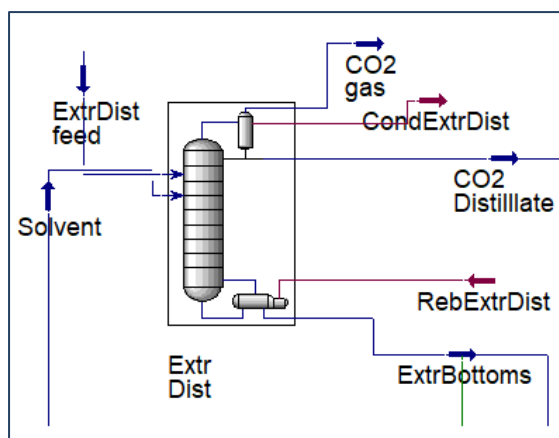 CO2
gas
ExtrDist
feed
CondExtrDist
CO2
Distilllate
Solvent
RebExtrDist
Extr
Dist
ExtrBottoms